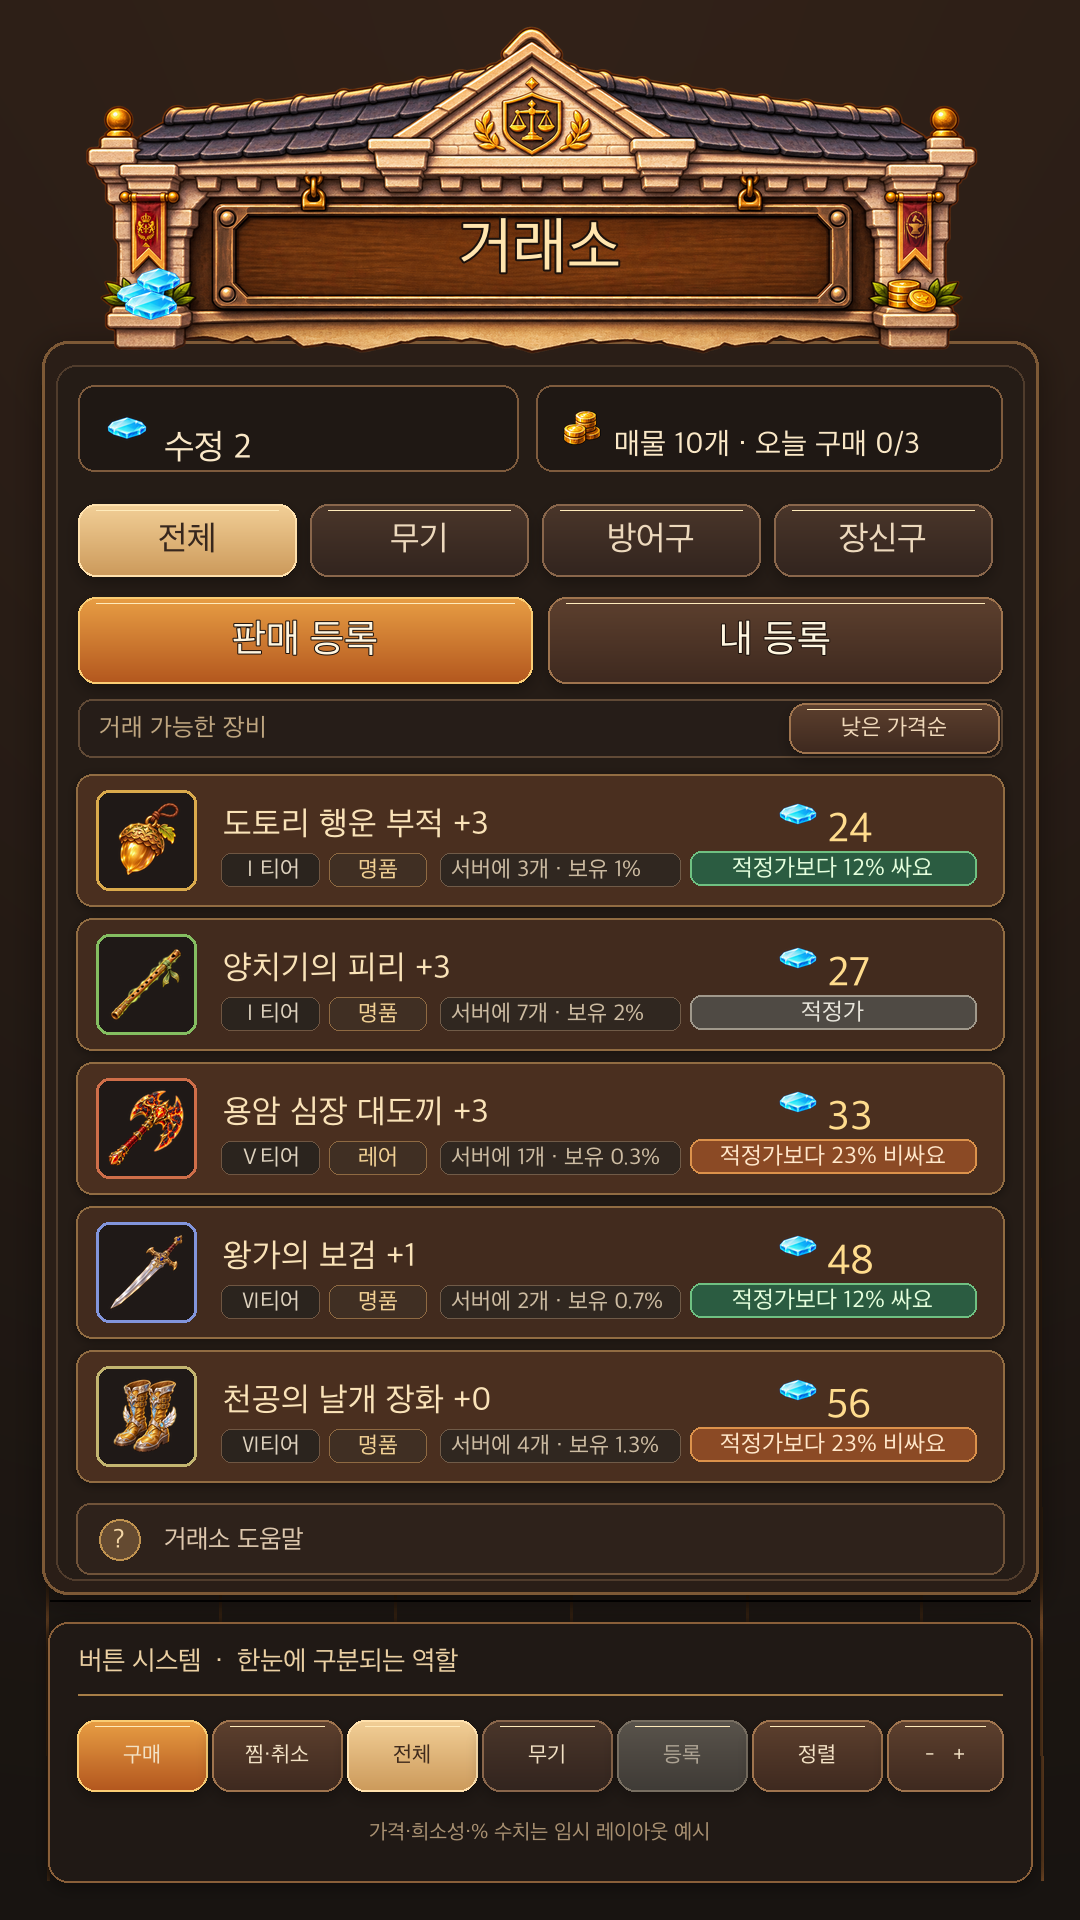 거래소
수정 2
매물 10개 · 오늘 구매 0/3
전체 무기 방어구 장신구
판매 등록 내 등록
거래 가능한 장비 낮은 가격순
도토리 행운 부적 +3 24
Ⅰ티어 명품 서버에 3개 · 보유 1% 적정가보다 12% 싸요
양치기의 피리 +3 27
Ⅰ티어 명품 서버에 7개 · 보유 2% 적정가
용암 심장 대도끼 +3 33
Ⅴ티어 레어 서버에 1개 · 보유 0.3% 적정가보다 23% 비싸요
왕가의 보검 +1 48
Ⅵ티어 명품 서버에 2개 · 보유 0.7% 적정가보다 12% 싸요
천공의 날개 장화 +0 56
Ⅵ티어 명품 서버에 4개 · 보유 1.3% 적정가보다 23% 비싸요
? 거래소 도움말
버튼 시스템 · 한눈에 구분되는 역할
구매 찜·취소 전체 무기 등록 정렬 - +
가격·희소성·% 수치는 임시 레이아웃 예시